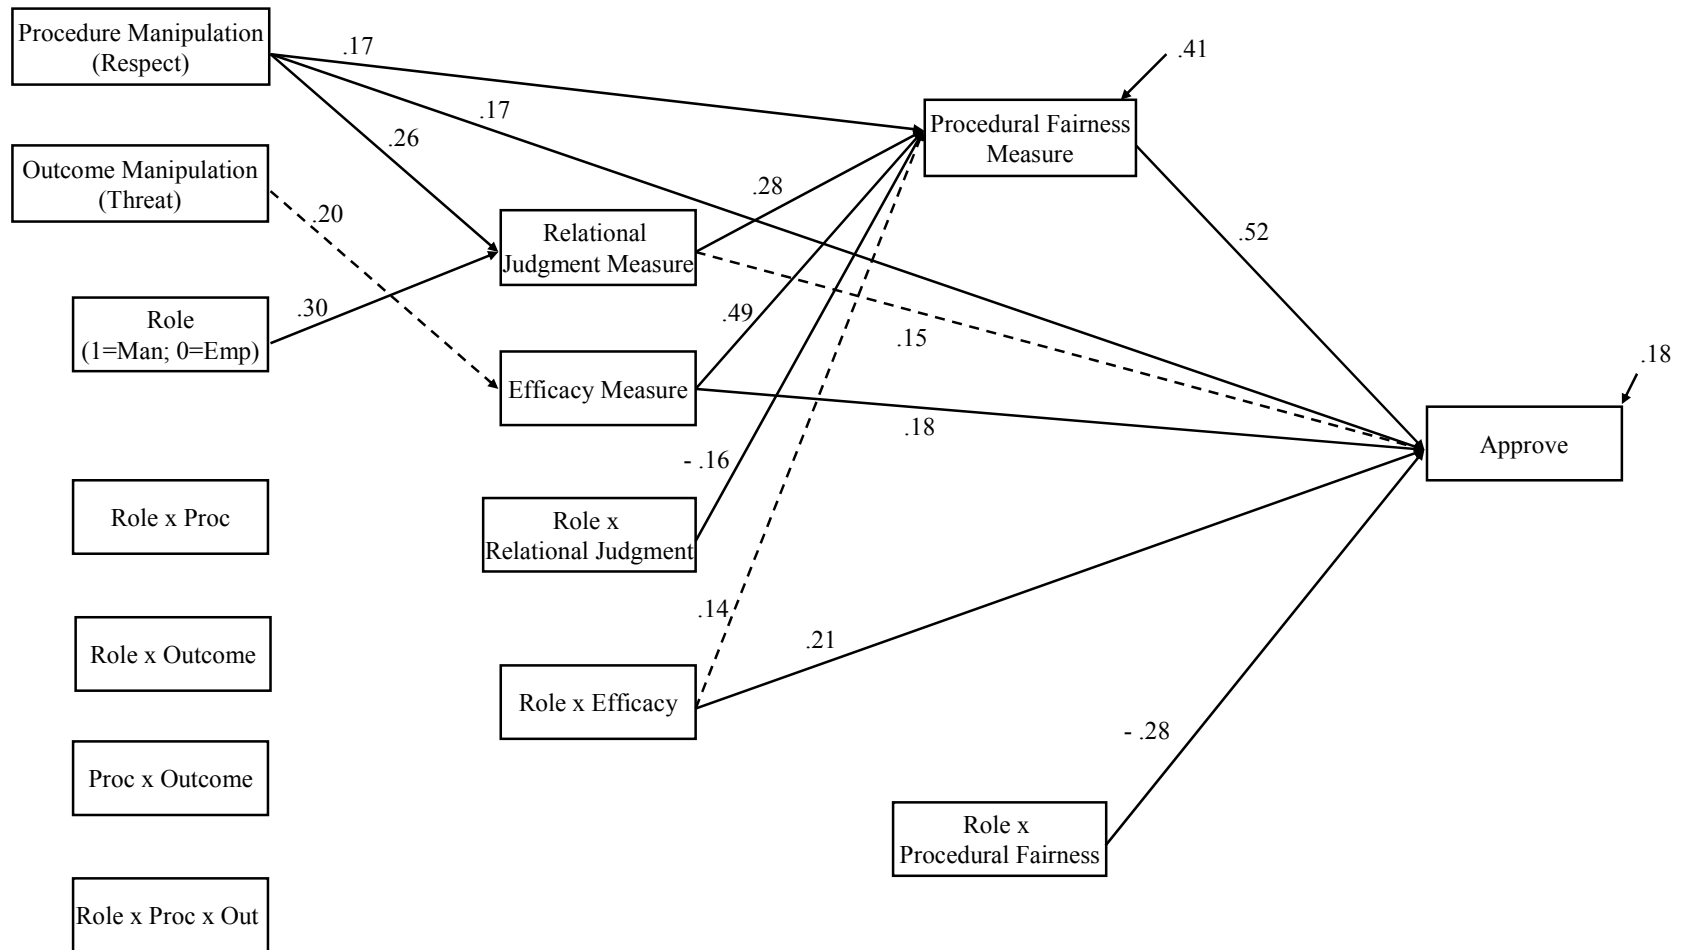 Procedure Manipulation
(Respect)
.17
.41
.17
Procedural Fairness
Measure
.26
Outcome Manipulation
(Threat)
.28
.20
Relational
Judgment Measure
.52
Role
(1=Man; 0=Emp)
.30
.49
.15
.18
Efficacy Measure
.18
Approve
- .16
Role x Proc
Role x
Relational Judgment
.14
.21
Role x Outcome
Role x Efficacy
- .28
Proc x Outcome
Role x
Procedural Fairness
Role x Proc x Out